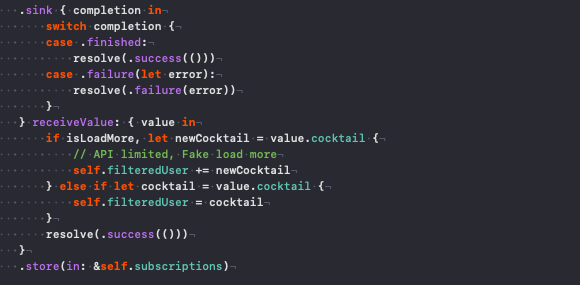 .sink { completion in
    switch completion {
    case .finished:
        resolve(.success(()))
    case .failure(let error):
        resolve(.failure(error))
    }
} receiveValue: { value in
    if isLoadMore, let newCocktail = value.cocktail {
        // API limited, Fake load more
        self.filteredUser += newCocktail
    } else if let cocktail = value.cocktail {
        self.filteredUser = cocktail
    }
    resolve(.success(()))
}
.store(in: &self.subscriptions)